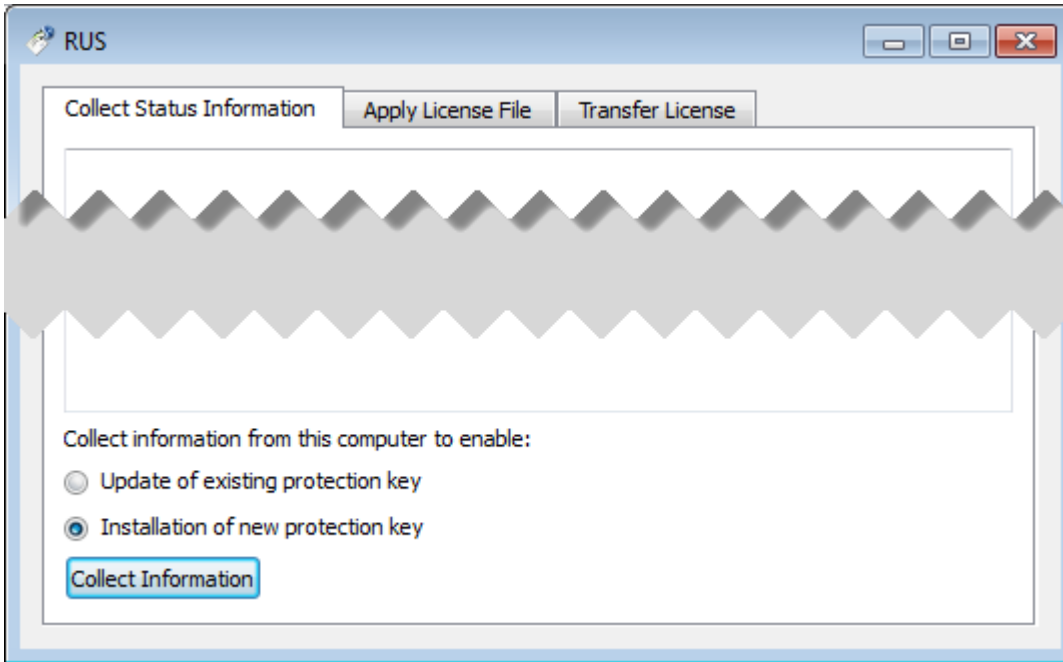 RUS
Collect Status Information Apply License File Transfer License
Collect information from this computer to enable:
Update of existing protection key
Installation of new protection key
Collect Information